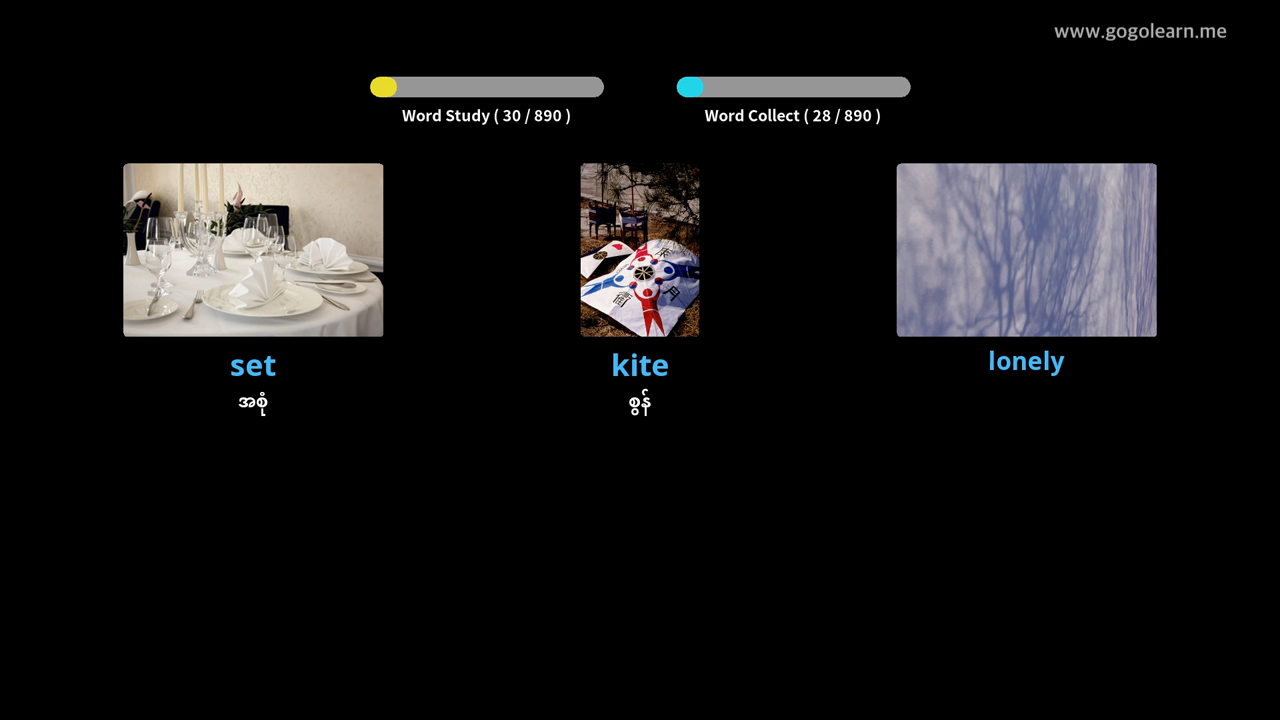 www.gogolearn.me
Word Study ( 30 / 890 )
Word Collect ( 28 / 890 )
set
kite
lonely
အစုံ
စွန်